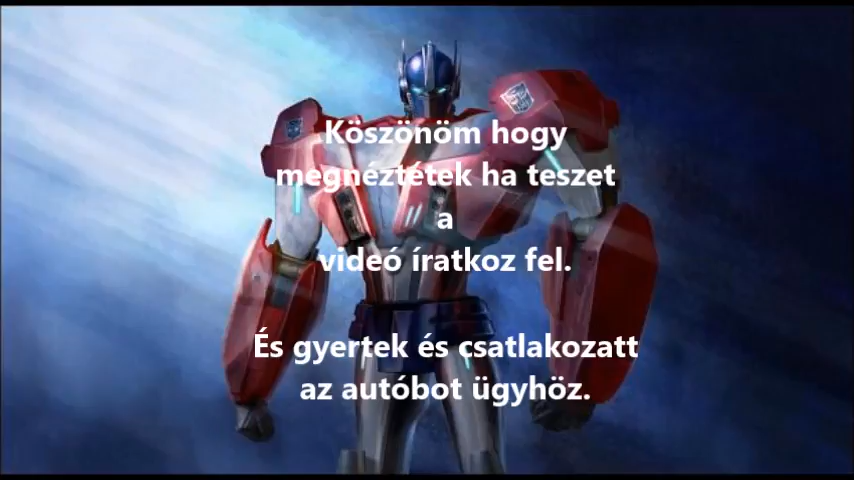 Köszönöm hogy
megnéztétek ha teszet
a
videó íratkoz fel.
És gyertek és csatlakozatt
az autóbot ügyhöz.